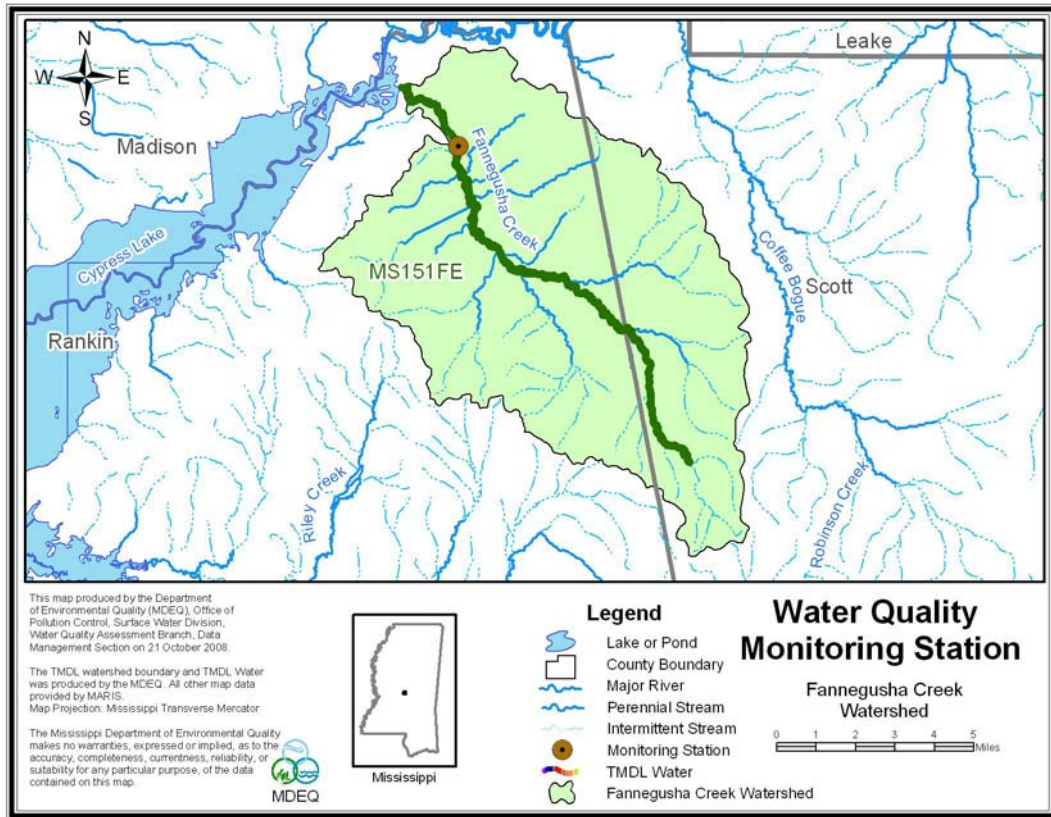 N
W E
S
Leake
Madison
Fannegusha Creek
Cypress Lake
MS151FE
Coffee Bogue
Scott
Rankin
Riley Creek
Robinson Creek
This map produced by the Department
of Environmental Quality (MDEQ), Office of
Pollution Control, Surface Water Division,
Water Quality Assessment Branch, Data
Management Section on 21 October 2008.
The TMDL watershed boundary and TMDL Water
was produced by the MDEQ. All other map data
provided by MARIS.
Map Projection: Mississippi Transverse Mercator
The Mississippi Department of Environmental Quality
makes no warranties, expressed or implied, as to the
accuracy, completeness, currentness, reliability, or
suitability for any particular purpose, of the data
contained on this map.
MDEQ
Mississippi
Legend
Lake or Pond
County Boundary
Major River
Perennial Stream
Intermittent Stream
Monitoring Station
TMDL Water
Fannegusha Creek Watershed
Water Quality
Monitoring Station
Fannegusha Creek
Watershed
0 1 2 3 4 5
Miles